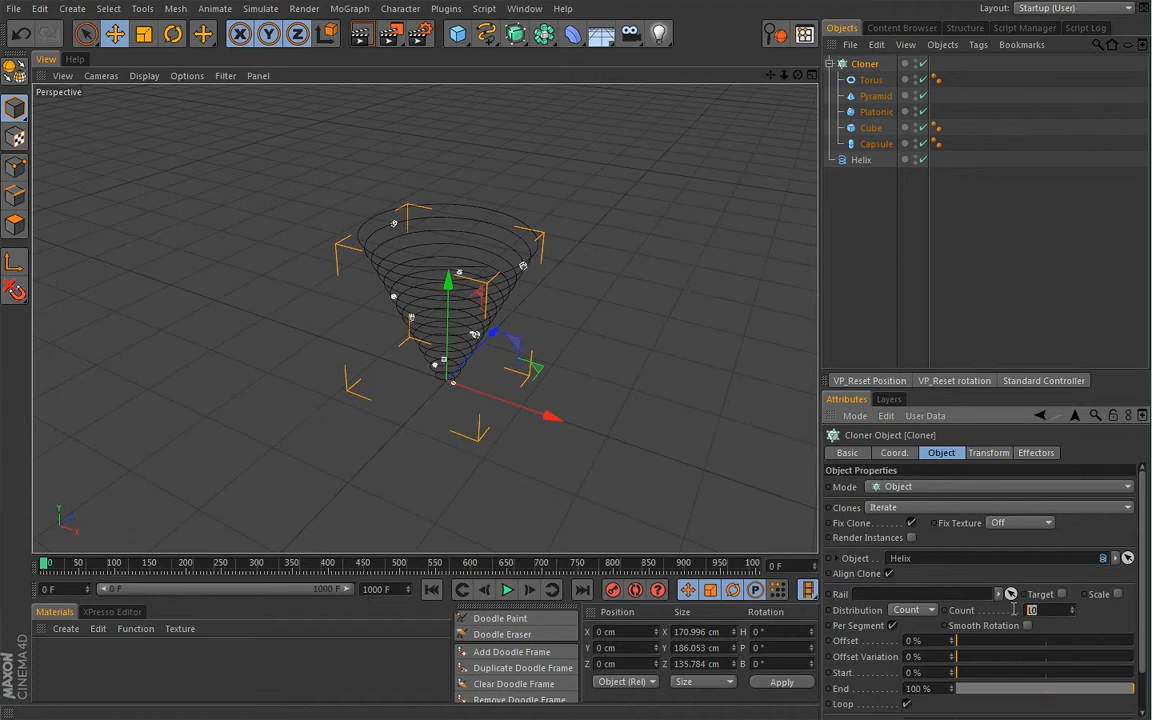 File Edit Create Select Tools Mesh Animate Simulate Render MoGraph Character Plugins Script Window Help
Layout: Startup (User)
X Y Z
Objects Content Browser Structure Script Manager Script Log
View Help
File Edit View Objects Tags Bookmarks
View Cameras Display Options Filter Panel
Perspective
Cloner
Torus
Pyramid
Platonic
Cube
Capsule
Helix
VP_Reset Position VP_Reset rotation Standard Controller
Attributes Layers
Mode Edit User Data
Cloner Object [Cloner]
Basic Coord. Object Transform Effectors
Object Properties
Mode Object
Clones Iterate
Fix Clone Fix Texture Off
Render Instances
Object Helix
Align Clone
Rail Target Scale
Distribution Count Count 10
Per Segment Smooth Rotation
Offset 0 %
Offset Variation 0 %
Start 0 %
End 100 %
Loop
Y
X
0 50 100 150 200 250 300 350 400 450 500 550 600 650 700 750 800 850 900 950 100 0 F
0 F 0 F 1000 F 1000 F
Materials XPresso Editor
Create Edit Function Texture
Doodle Paint
Doodle Eraser
Add Doodle Frame
Duplicate Doodle Frame
Clear Doodle Frame
Remove Doodle Frame
Position Size Rotation
X 0 cm X 170.996 cm H 0 °
Y 0 cm Y 186.053 cm P 0 °
Z 0 cm Z 135.784 cm B 0 °
Object (Rel) Size Apply
MAXON CINEMA 4D